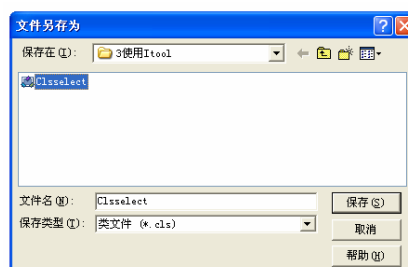 文件另存为
保存在(I): 3使用Itool
Clsselect
文件名(N): Clsselect 保存(S)
保存类型(T): 类文件 (*.cls) 取消
帮助(H)